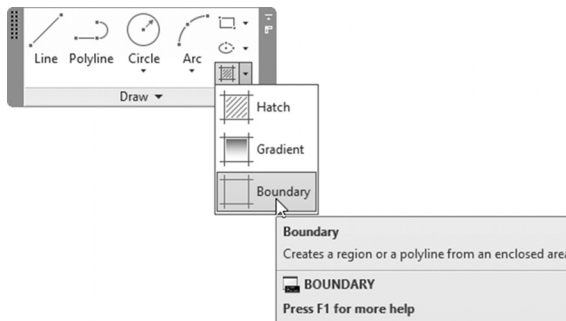 Line Polyline Circle Arc
Draw
Hatch
Gradient
Boundary
Boundary
Creates a region or a polyline from an enclosed area
BOUNDARY
Press F1 for more help